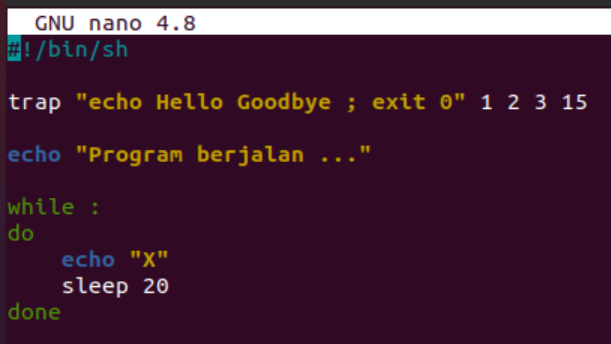 GNU nano 4.8
#!/bin/sh
trap "echo Hello Goodbye ; exit 0" 1 2 3 15
echo "Program berjalan ..."
while :
do
echo "X"
sleep 20
done